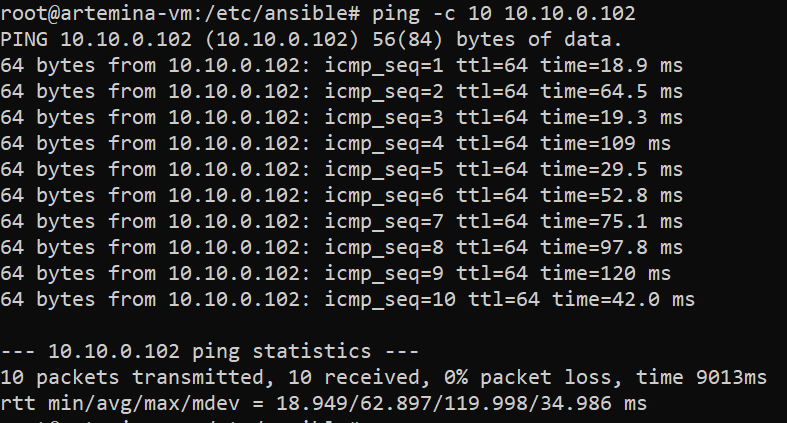 root@artemina-vm:/etc/ansible# ping -c 10 10.10.0.102
PING 10.10.0.102 (10.10.0.102) 56(84) bytes of data.
64 bytes from 10.10.0.102: icmp_seq=1 ttl=64 time=18.9 ms
64 bytes from 10.10.0.102: icmp_seq=2 ttl=64 time=64.5 ms
64 bytes from 10.10.0.102: icmp_seq=3 ttl=64 time=19.3 ms
64 bytes from 10.10.0.102: icmp_seq=4 ttl=64 time=109 ms
64 bytes from 10.10.0.102: icmp_seq=5 ttl=64 time=29.5 ms
64 bytes from 10.10.0.102: icmp_seq=6 ttl=64 time=52.8 ms
64 bytes from 10.10.0.102: icmp_seq=7 ttl=64 time=75.1 ms
64 bytes from 10.10.0.102: icmp_seq=8 ttl=64 time=97.8 ms
64 bytes from 10.10.0.102: icmp_seq=9 ttl=64 time=120 ms
64 bytes from 10.10.0.102: icmp_seq=10 ttl=64 time=42.0 ms
--- 10.10.0.102 ping statistics ---
10 packets transmitted, 10 received, 0% packet loss, time 9013ms
rtt min/avg/max/mdev = 18.949/62.897/119.998/34.986 ms